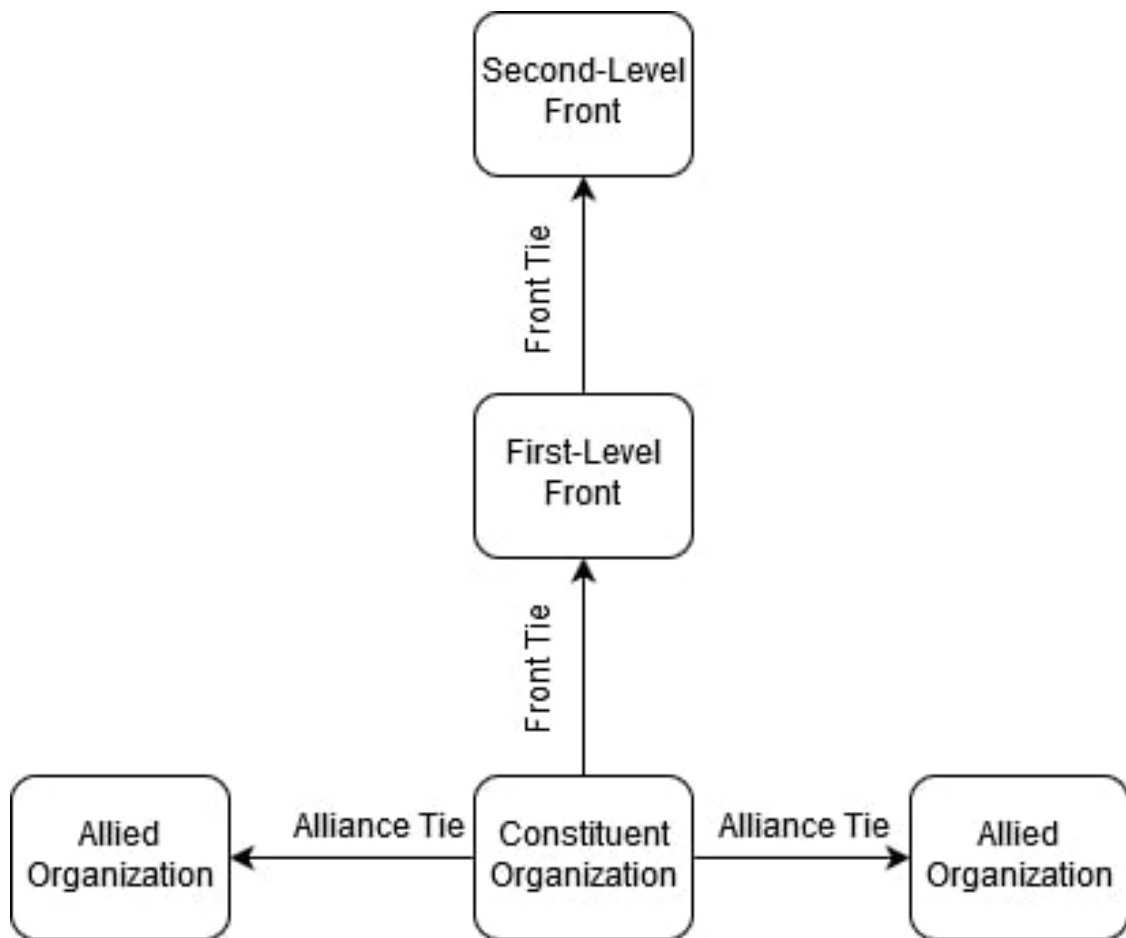 Second-Level
Front
Front Tie
First-Level
Front
Front Tie
Allied
Organization
Alliance Tie
Constituent
Organization
Alliance Tie
Allied
Organization